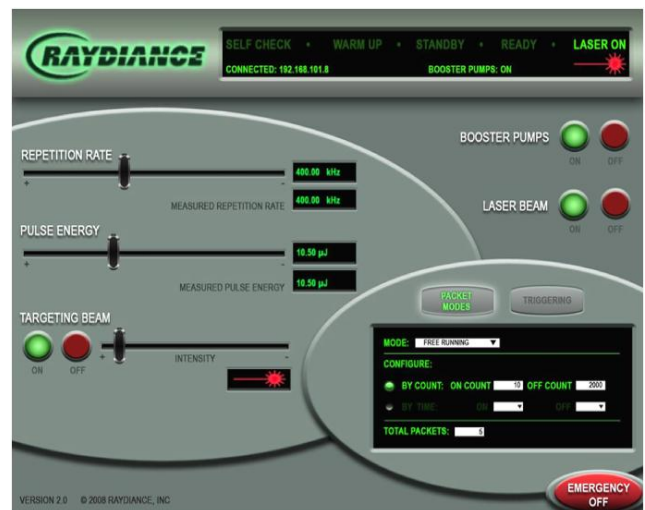 RAYDIANCE
SELF CHECK • WARM UP • STANDBY • READY • LASER ON
CONNECTED: 192.168.101.8 BOOSTER PUMPS: ON
BOOSTER PUMPS
ON OFF
LASER BEAM
ON OFF
REPETITION RATE
400.00 kHz
+ -
MEASURED REPETITION RATE 400.00 kHz
PULSE ENERGY
10.50 µJ
+ -
MEASURED PULSE ENERGY 10.50 µJ
TARGETING BEAM
ON OFF
+ INTENSITY -
PACKET MODES
TRIGGERING
MODE: FREE RUNNING
CONFIGURE:
BY COUNT: ON COUNT 10 OFF COUNT 2000
BY TIME: ON OFF
TOTAL PACKETS: 5
EMERGENCY
OFF
VERSION 2.0 © 2008 RAYDIANCE, INC